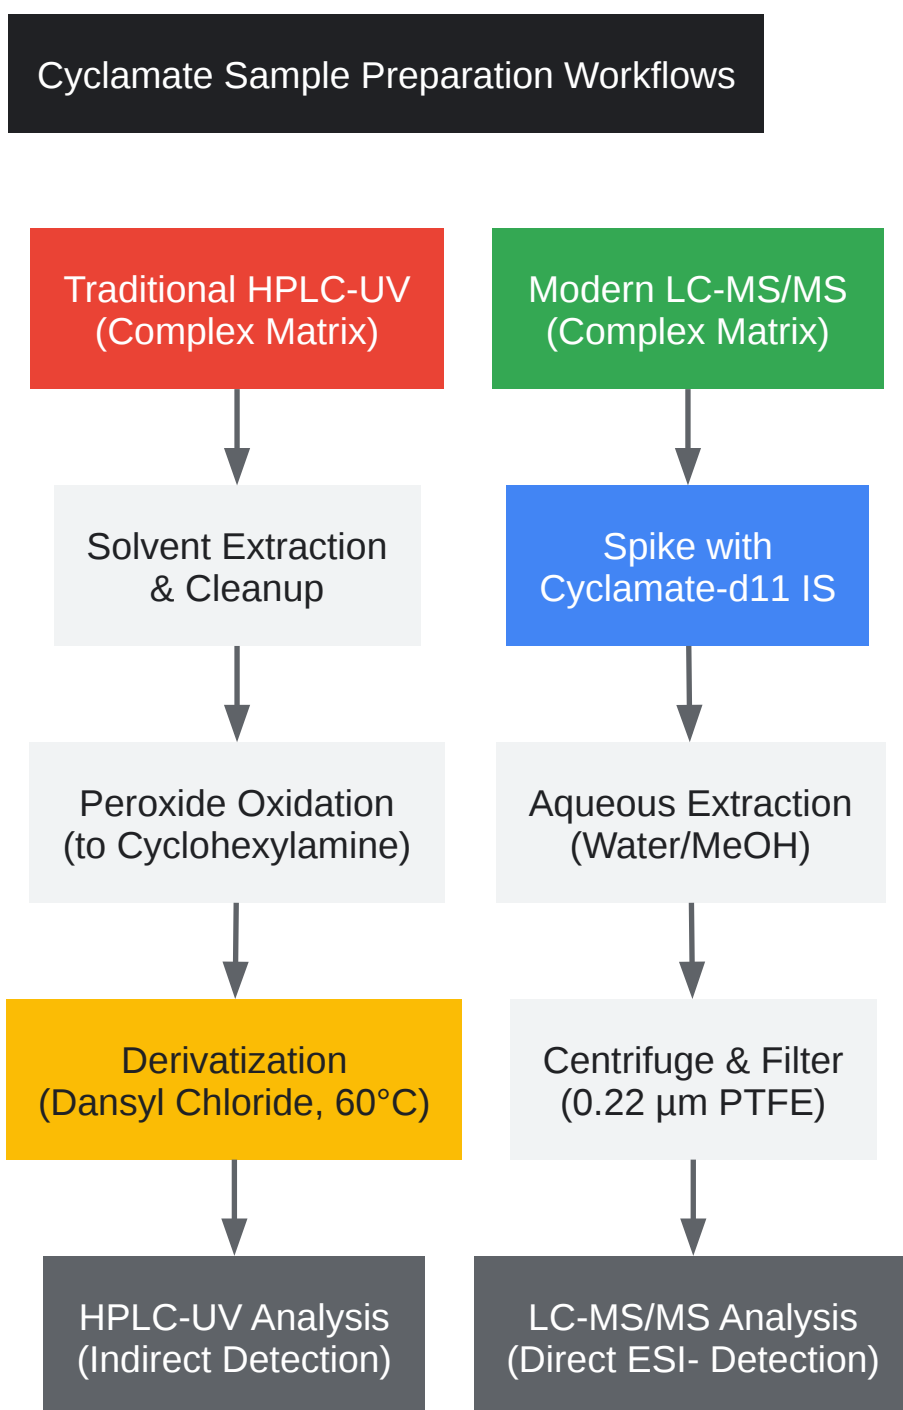 Cyclamate Sample Preparation Workflows
Traditional HPLC-UV
(Complex Matrix)
Solvent Extraction
& Cleanup
Peroxide Oxidation
(to Cyclohexylamine)
Derivatization
(Dansyl Chloride, 60°C)
HPLC-UV Analysis
(Indirect Detection)
Modern LC-MS/MS
(Complex Matrix)
Spike with
Cyclamate-d11 IS
Aqueous Extraction
(Water/MeOH)
Centrifuge & Filter
(0.22 µm PTFE)
LC-MS/MS Analysis
(Direct ESI- Detection)